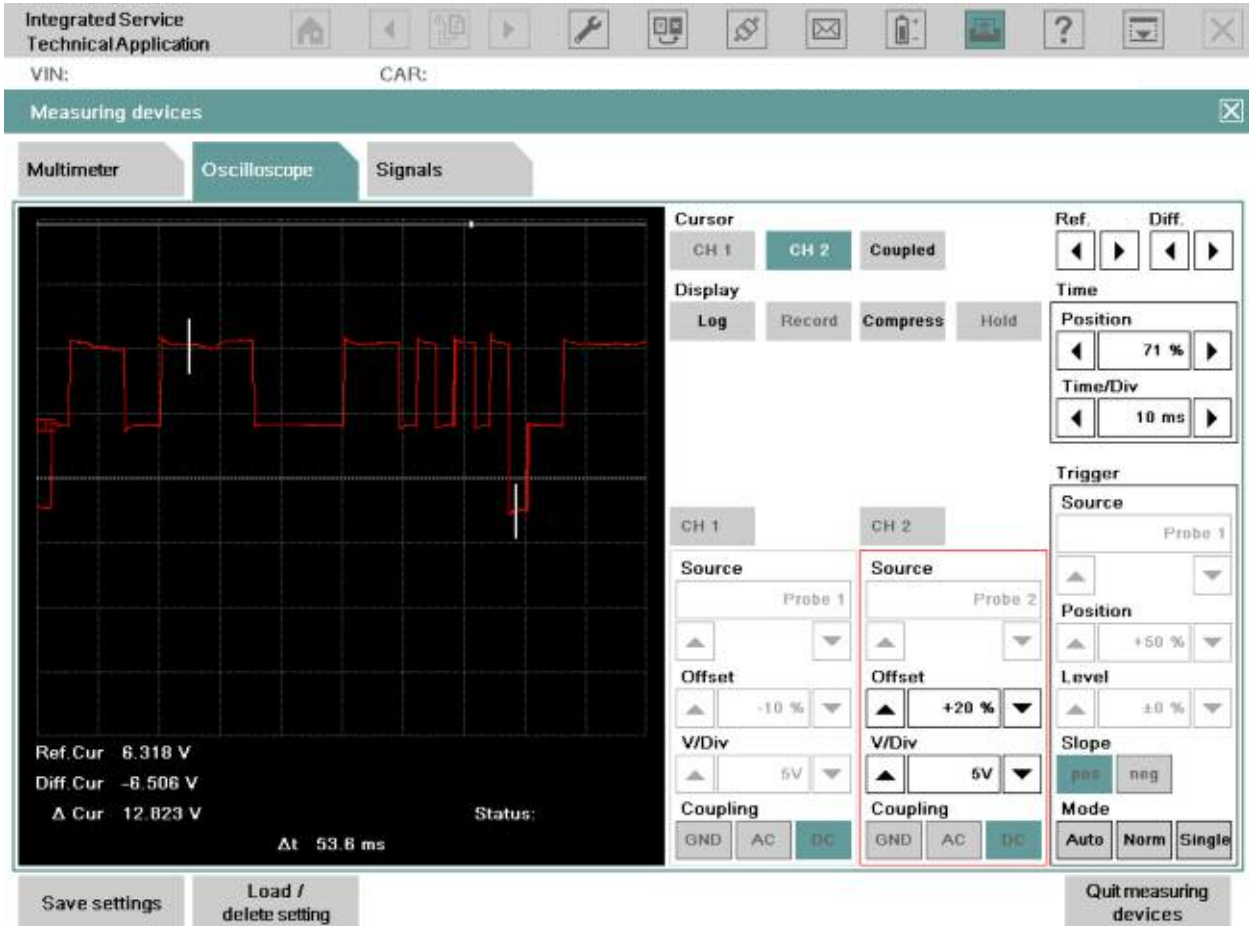 Integrated Service
Technical Application
?
VIN:
CAR:
Measuring devices
Multimeter
Oscilloscope
Signals
Cursor
CH 1
CH 2
Coupled
Display
Log
Record
Compress
Hold
Ref.
Diff.
Time
Position
71 %
Time/Div
10 ms
Trigger
Source
Probe 1
Position
+50 %
Level
±0 %
Slope
pos
neg
Mode
Auto
Norm
Single
CH 1
Source
Probe 1
Offset
-10 %
V/Div
5V
Coupling
GND
AC
DC
CH 2
Source
Probe 2
Offset
+20 %
V/Div
5V
Coupling
GND
AC
DC
Ref.Cur 6.318 V
Diff.Cur -6.506 V
Δ Cur 12.823 V
Status:
Δt 53.6 ms
Save settings
Load /
delete setting
Quit measuring
devices